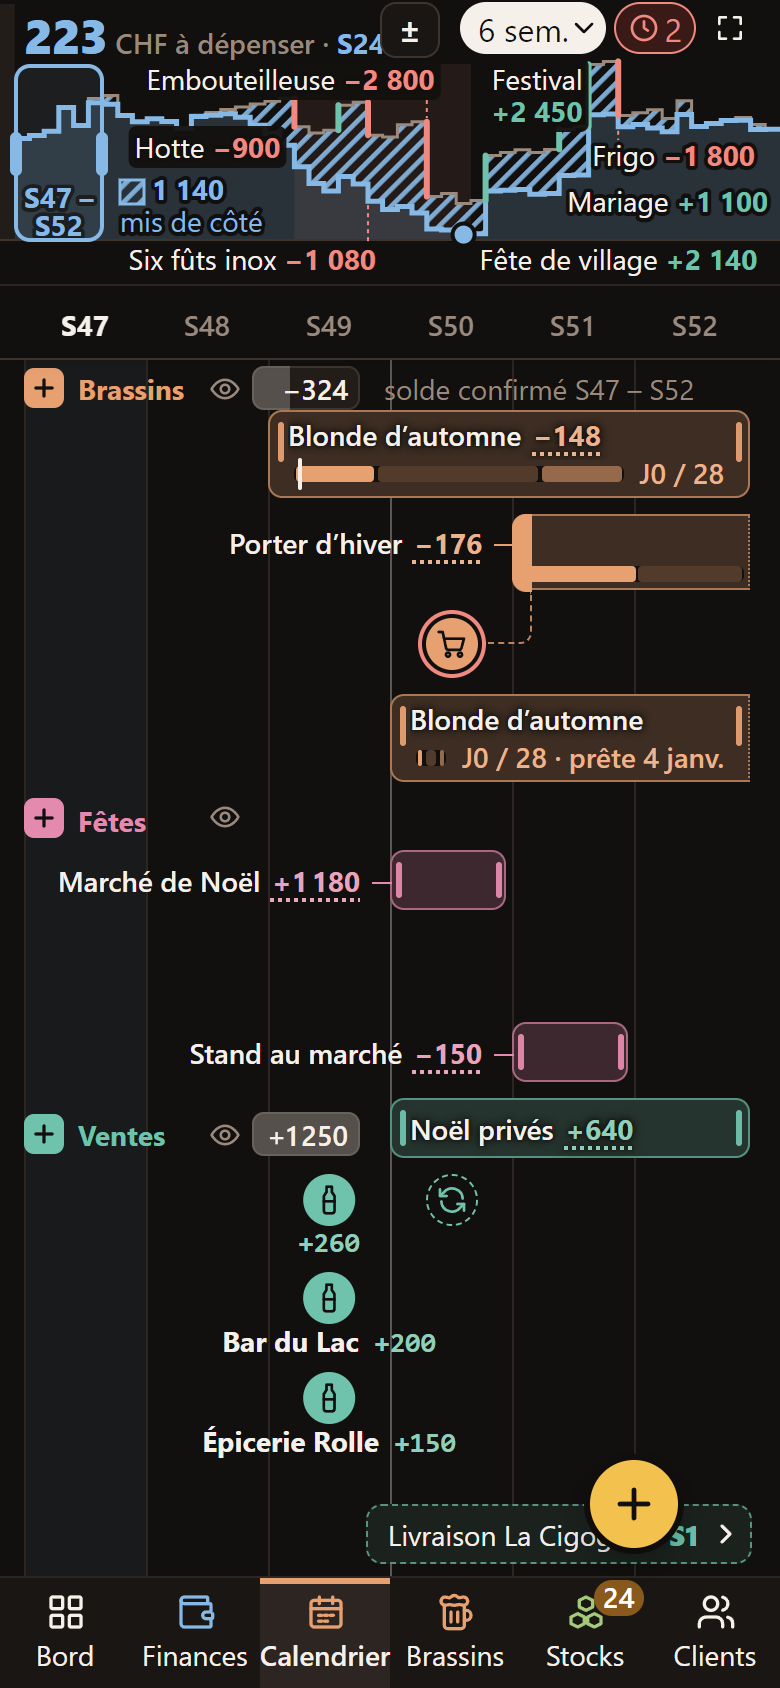 223 CHF à dépenser · S24
±
6 sem.
2
Embouteilleuse −2 800
Festival
+2 450
Hotte −900
Frigo −1 800
S47 –
S52
1 140
mis de côté
Mariage +1 100
Six fûts inox −1 080
Fête de village +2 140
S47 S48 S49 S50 S51 S52
Brassins −324 solde confirmé S47 – S52
Blonde d’automne −148
J0 / 28
Porter d’hiver −176
Blonde d’automne
J0 / 28 · prête 4 janv.
Fêtes
Marché de Noël +1 180
Stand au marché −150
Ventes +1250 Noël privés +640
+260
Bar du Lac +200
Épicerie Rolle +150
Livraison La
24
Bord Finances Calendrier Brassins Stocks Clients